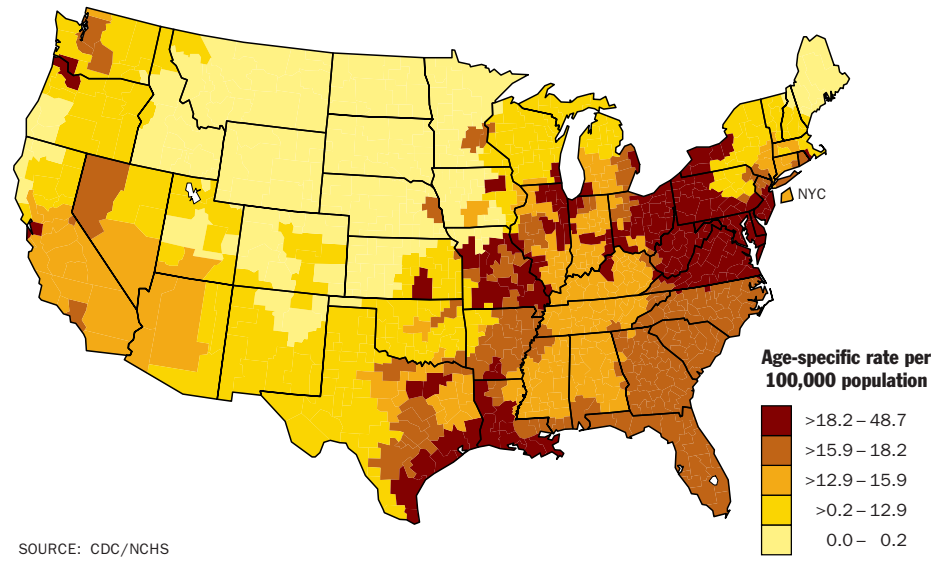 NYC
Age-specific rate per
100,000 population
>18.2 – 48.7
>15.9 – 18.2
>12.9 – 15.9
>0.2 – 12.9
0.0 – 0.2
SOURCE: CDC/NCHS